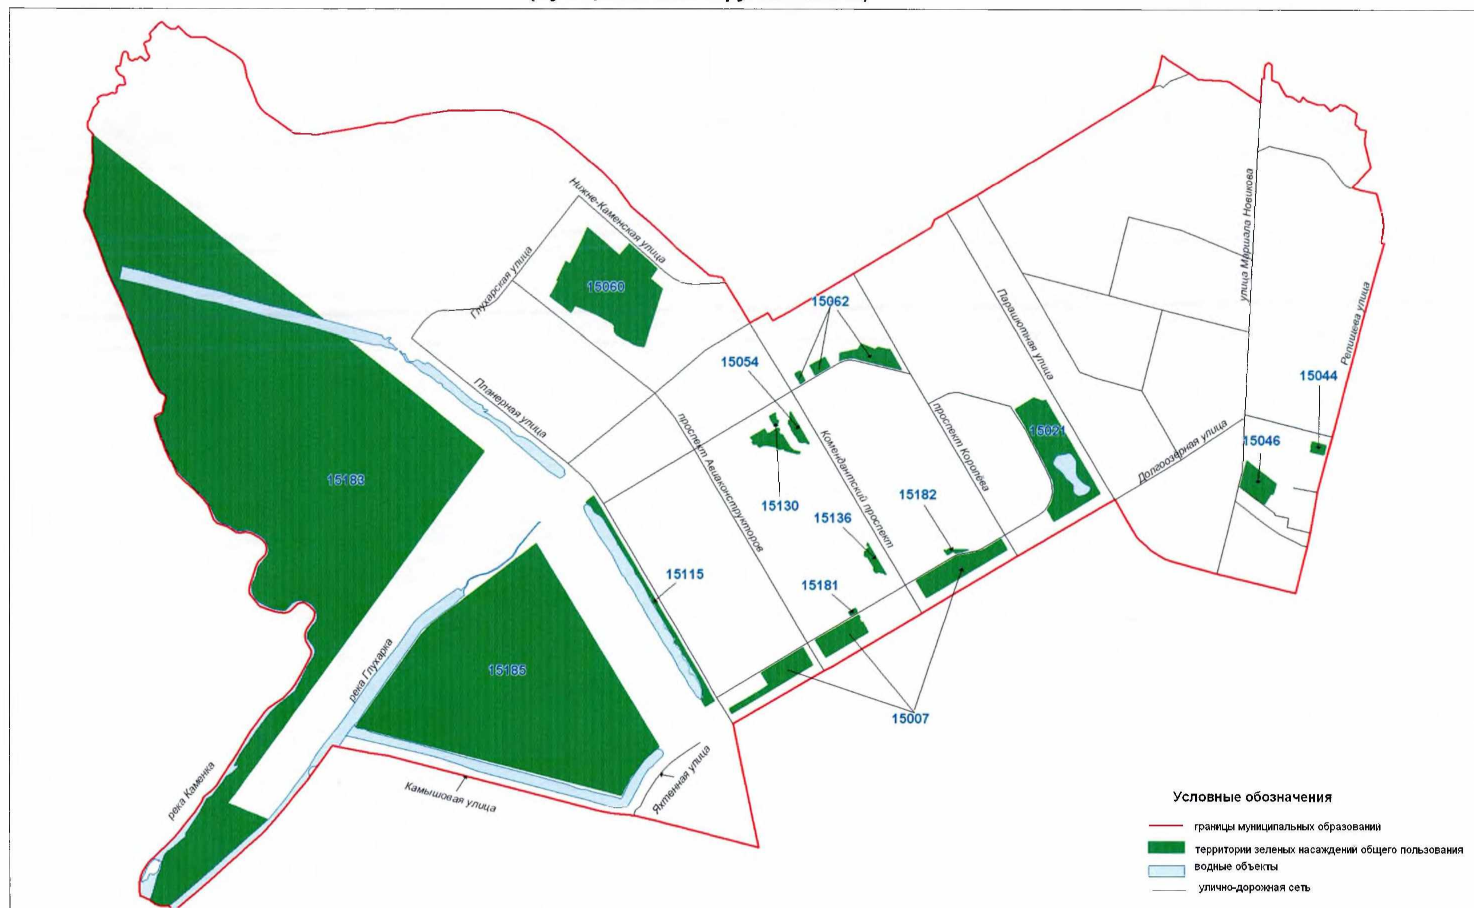 Нижне-Каменская улица
улица Маршала Новикова
Глухарская улица
15060
15062
Парашютная улица
Репищева улица
15054
15044
Планерная улица
проспект Авиаконструкторов
Комендантский проспект
проспект Королёва
15021
Долгоозерная улица
15046
15183
15130
15182
15136
15115
15181
река Глухарка
15185
15007
река Каменка
Камышовая улица
Яхтенная улица
Условные обозначения
границы муниципальных образований
территории зеленых насаждений общего пользования
водные объекты
улично-дорожная сеть